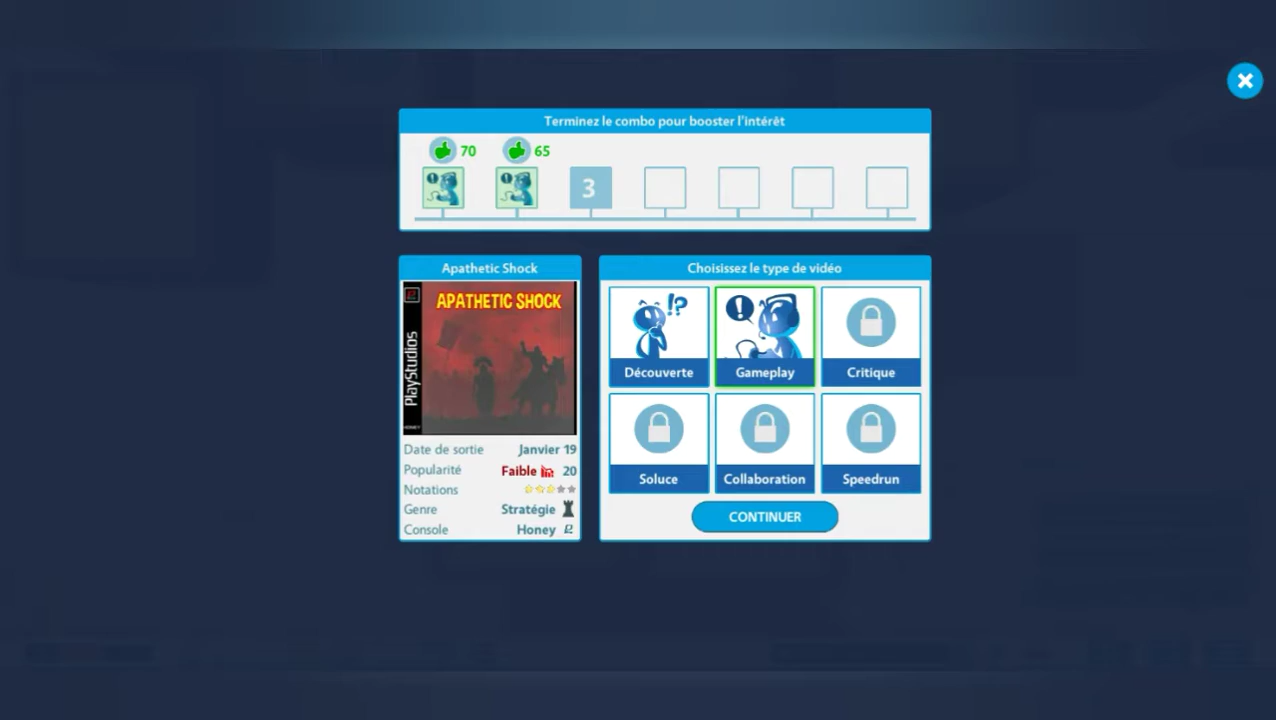 Terminez le combo pour booster l'intérêt
70 65
3
Apathetic Shock
APATHETIC SHOCK
PlayStudios
HONEY
Date de sortie Janvier 19
Popularité Faible 20
Notations
Genre Stratégie
Console Honey
Choisissez le type de vidéo
!? !
Découverte Gameplay Critique
Soluce Collaboration Speedrun
CONTINUER